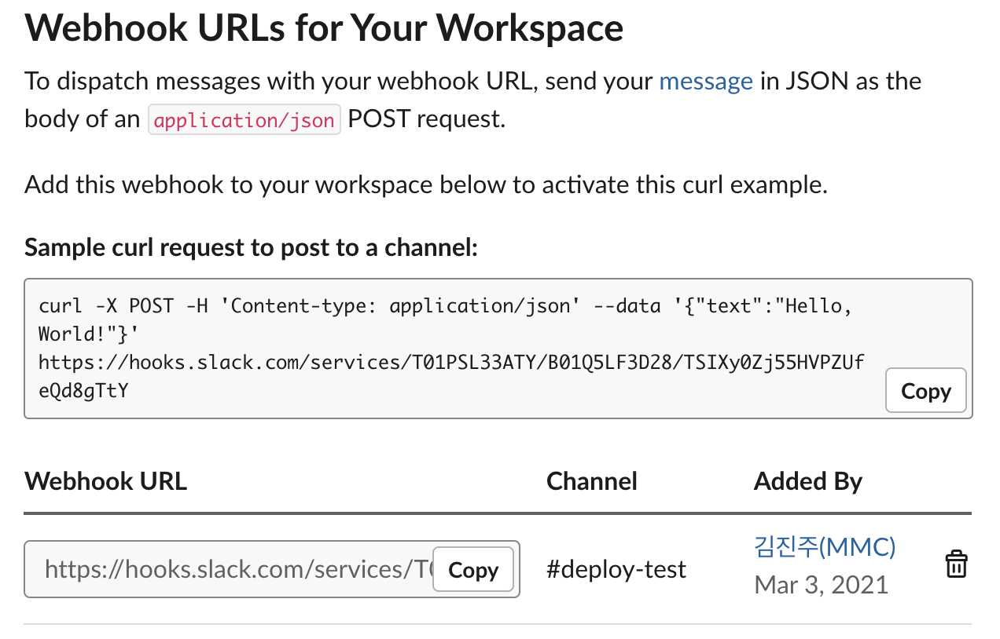 Webhook URLs for Your Workspace
To dispatch messages with your webhook URL, send your message in JSON as the
body of an application/json POST request.
Add this webhook to your workspace below to activate this curl example.
Sample curl request to post to a channel:
curl -X POST -H 'Content-type: application/json' --data '{"text":"Hello,
World!"}'
https://hooks.slack.com/services/T01PSL33ATY/B01Q5LF3D28/TSIXy0Zj55HVPZUf
eQd8gTtY
Copy
Webhook URL Channel Added By
https://hooks.slack.com/services/T0 Copy #deploy-test 김진주(MMC)
Mar 3, 2021